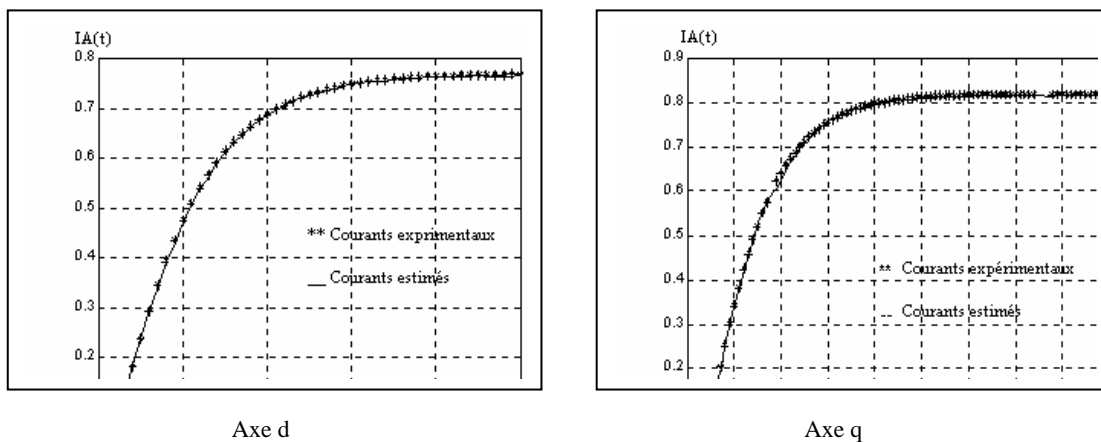 IA(t)
0.8
0.7
0.6
0.5
0.4
0.3
0.2
** Courants exprimentaux
__ Courants estimés
Axe d
IA(t)
0.9
0.8
0.7
0.6
0.5
0.4
0.3
0.2
** Courants expérimentaux
-- Courants estimés
Axe q